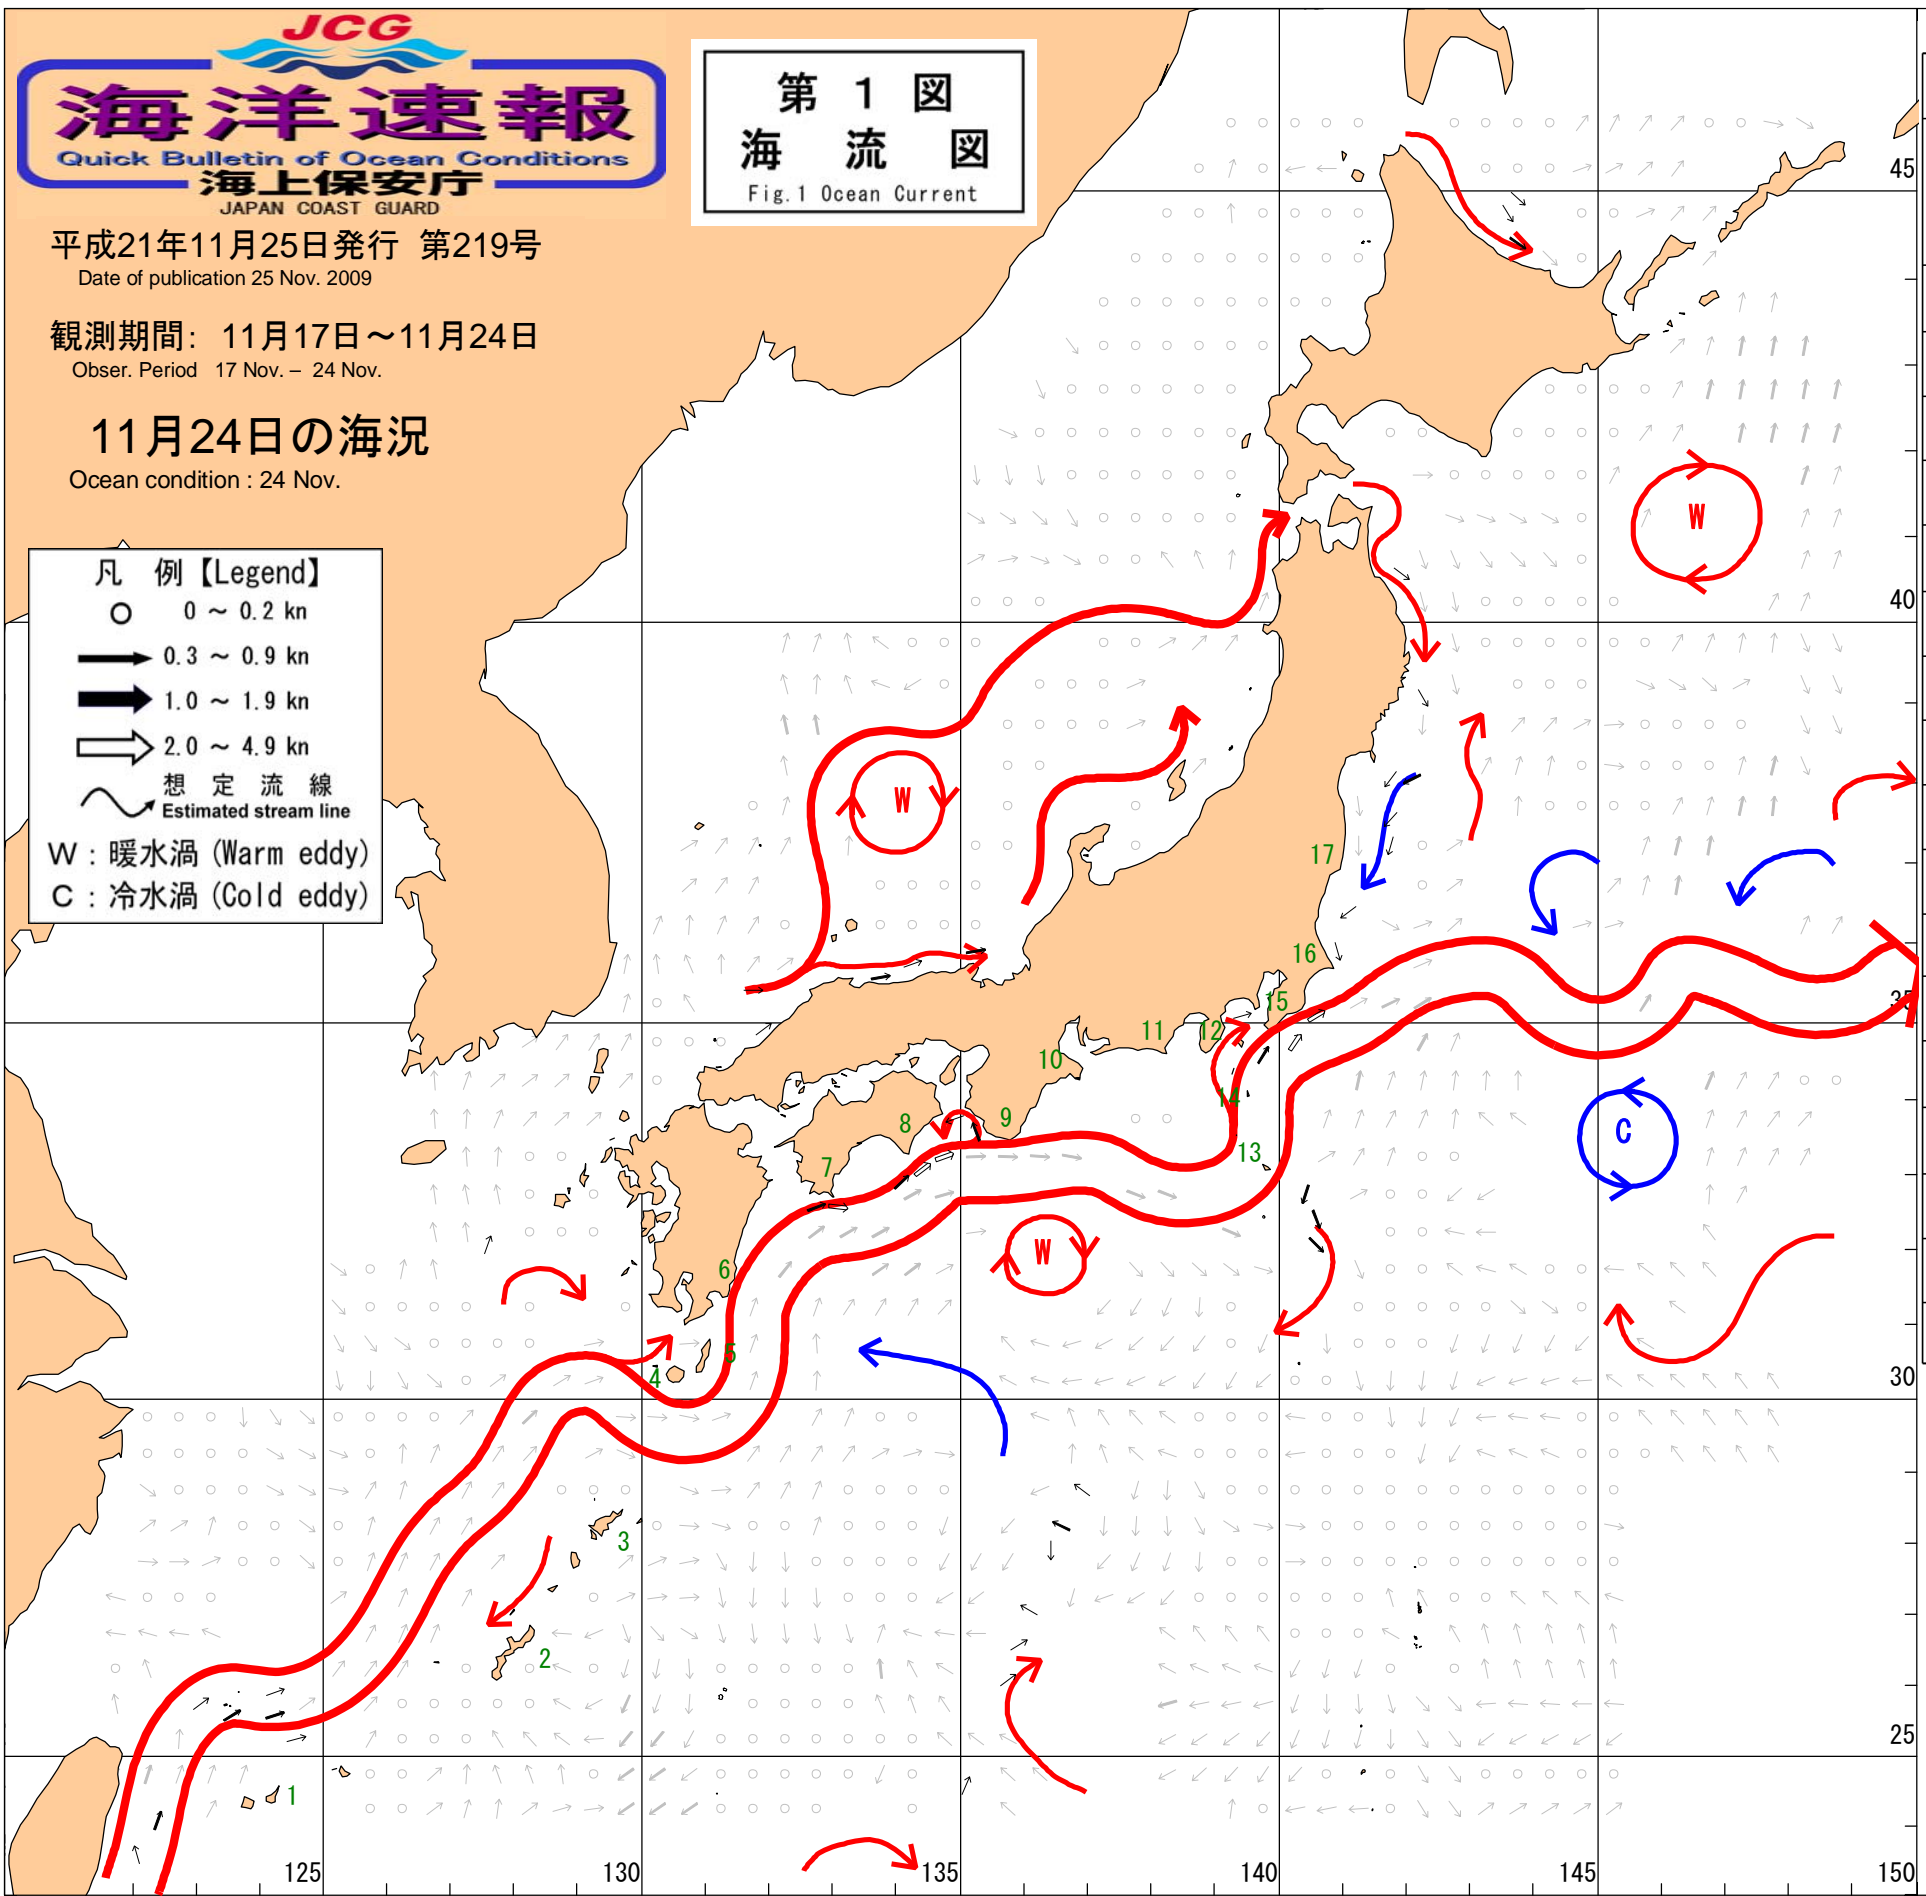 JCG
海洋速報
Quick Bulletin of Ocean Conditions
海上保安庁
JAPAN COAST GUARD
第 1 図
海 流 図
Fig.1 Ocean Current
平成21年11月25日発行 第219号
Date of publication 25 Nov. 2009
観測期間: 11月17日～11月24日
Obser. Period 17 Nov. – 24 Nov.
11月24日の海況
Ocean condition : 24 Nov.
凡 例【Legend】
0 ～ 0.2 kn
0.3 ～ 0.9 kn
1.0 ～ 1.9 kn
2.0 ～ 4.9 kn
想 定 流 線
Estimated stream line
W : 暖水渦 (Warm eddy)
C : 冷水渦 (Cold eddy)
45
W
40
W
17
16
35
15
11
12
10
14
8
9
C
13
7
W
6
5
4
30
3
2
25
1
125
130
135
140
145
150